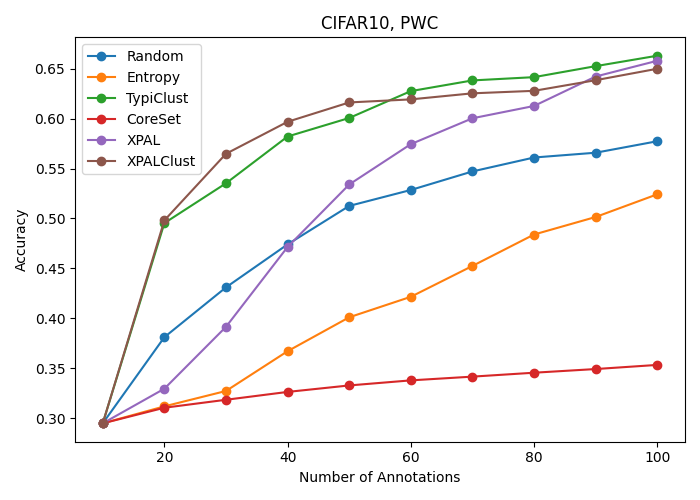 CIFAR10, PWC
Random
Entropy
TypiClust
CoreSet
XPAL
XPALClust
Accuracy
0.65
0.60
0.55
0.50
0.45
0.40
0.35
0.30
20 40 60 80 100
Number of Annotations